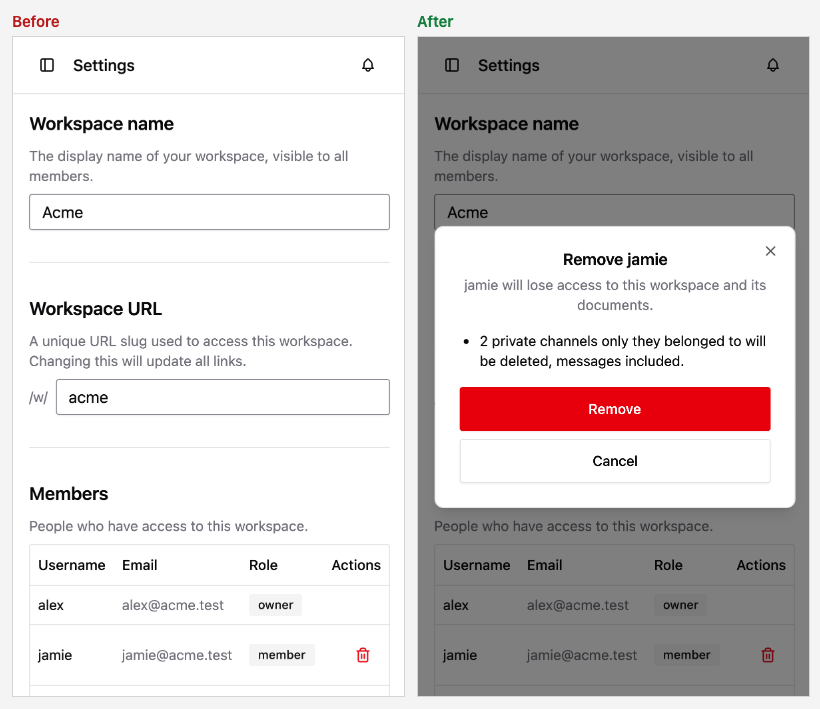 Before
Settings
Workspace name
The display name of your workspace, visible to all
members.
Acme
Workspace URL
A unique URL slug used to access this workspace.
Changing this will update all links.
/w/ acme
Members
People who have access to this workspace.
Username Email Role Actions
alex alex@acme.test owner
jamie jamie@acme.test member
After
Settings
Workspace name
The display name of your workspace, visible to all
members.
Acme
Remove jamie
jamie will lose access to this workspace and its
documents.
• 2 private channels only they belonged to will
be deleted, messages included.
Remove
Cancel
People who have access to this workspace.
Username Email Role Actions
alex alex@acme.test owner
jamie jamie@acme.test member